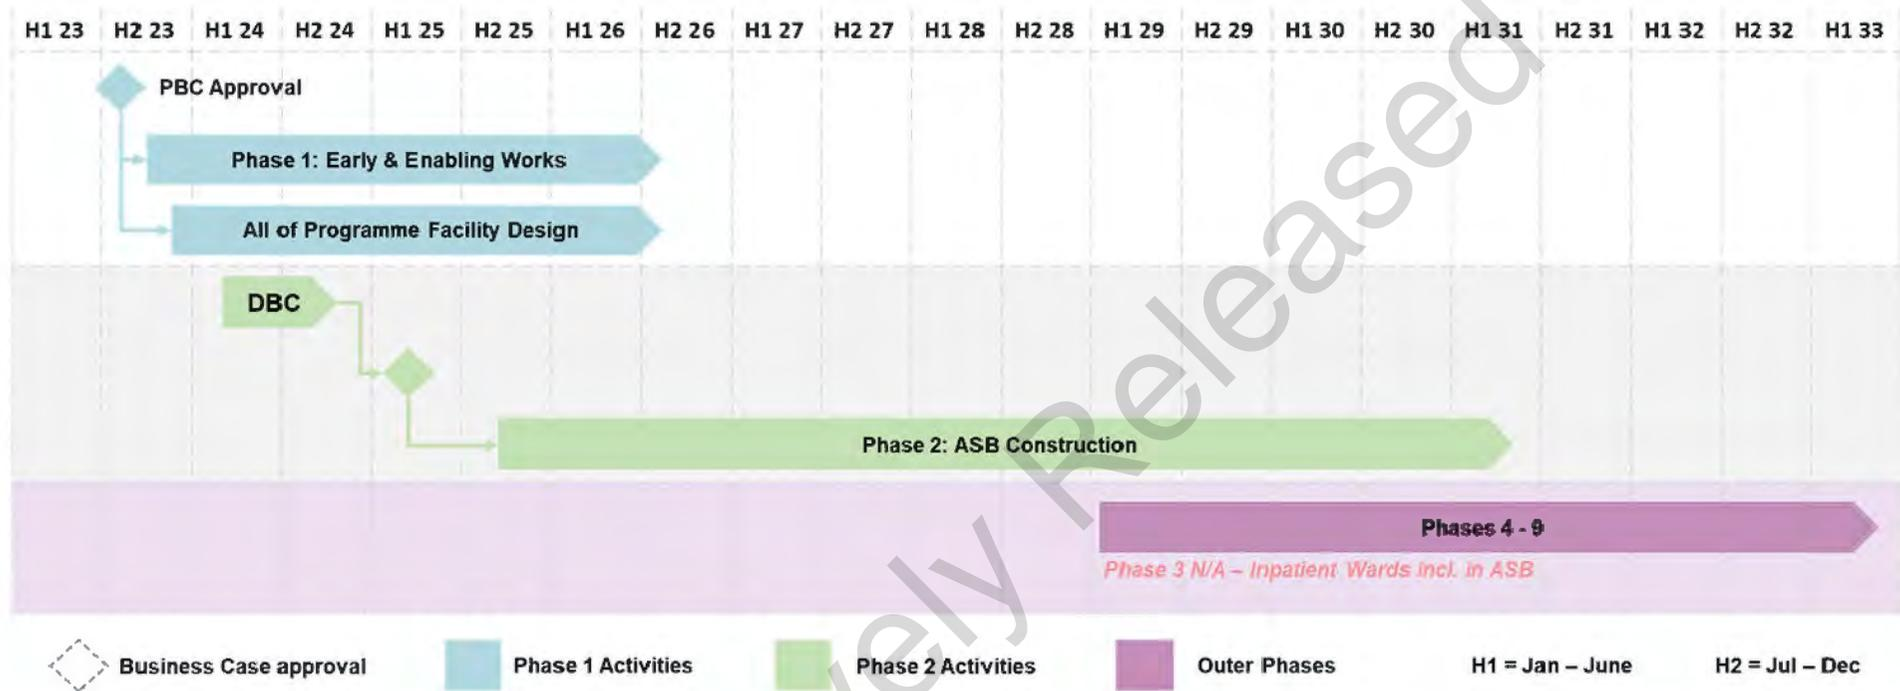 H1 23 H2 23 H1 24 H2 24 H1 25 H2 25 H1 26 H2 26 H1 27 H2 27 H1 28 H2 28 H1 29 H2 29 H1 30 H2 30 H1 31 H2 31 H1 32 H2 32 H1 33
PBC Approval
Phase 1: Early & Enabling Works
All of Programme Facility Design
DBC
Phase 2: ASB Construction
Phases 4 - 9
Phase 3 N/A – Inpatient Wards incl. in ASB
Business Case approval Phase 1 Activities Phase 2 Activities Outer Phases H1 = Jan – June H2 = Jul – Dec
Released